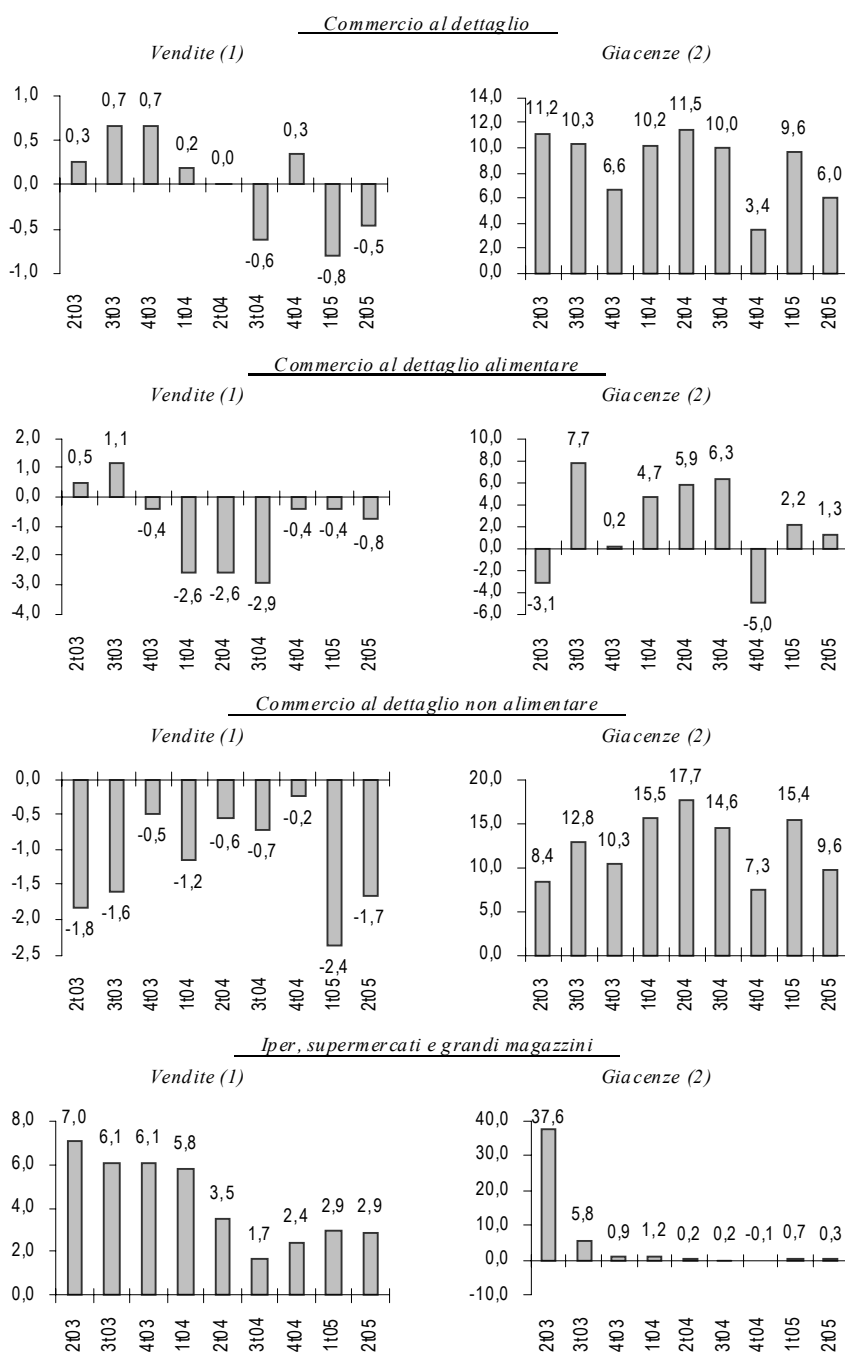 Commercio al dettaglio
Vendite (1)
1,0
0,5
0,0
-0,5
-1,0
0,3
0,7
0,7
0,2
0,0
-0,6
0,3
-0,8
-0,5
2t03
3t03
4t03
1t04
2t04
3t04
4t04
1t05
2t05
Giacenze (2)
14,0
12,0
10,0
8,0
6,0
4,0
2,0
0,0
11,2
10,3
6,6
10,2
11,5
10,0
3,4
9,6
6,0
2t03
3t03
4t03
1t04
2t04
3t04
4t04
1t05
2t05
Commercio al dettaglio alimentare
Vendite (1)
2,0
1,0
0,0
-1,0
-2,0
-3,0
-4,0
0,5
1,1
-0,4
-2,6
-2,6
-2,9
-0,4
-0,4
-0,8
2t03
3t03
4t03
1t04
2t04
3t04
4t04
1t05
2t05
Giacenze (2)
10,0
8,0
6,0
4,0
2,0
0,0
-2,0
-4,0
-6,0
-3,1
7,7
0,2
4,7
5,9
6,3
-5,0
2,2
1,3
2t03
3t03
4t03
1t04
2t04
3t04
4t04
1t05
2t05
Commercio al dettaglio non alimentare
Vendite (1)
0,0
-0,5
-1,0
-1,5
-2,0
-2,5
-1,8
-1,6
-0,5
-1,2
-0,6
-0,7
-0,2
-2,4
-1,7
2t03
3t03
4t03
1t04
2t04
3t04
4t04
1t05
2t05
Giacenze (2)
20,0
15,0
10,0
5,0
0,0
8,4
12,8
10,3
15,5
17,7
14,6
7,3
15,4
9,6
2t03
3t03
4t03
1t04
2t04
3t04
4t04
1t05
2t05
Iper, supermercati e grandi magazzini
Vendite (1)
8,0
6,0
4,0
2,0
0,0
7,0
6,1
6,1
5,8
3,5
1,7
2,4
2,9
2,9
2t03
3t03
4t03
1t04
2t04
3t04
4t04
1t05
2t05
Giacenze (2)
40,0
30,0
20,0
10,0
0,0
-10,0
37,6
5,8
0,9
1,2
0,2
0,2
-0,1
0,7
0,3
2t03
3t03
4t03
1t04
2t04
3t04
4t04
1t05
2t05